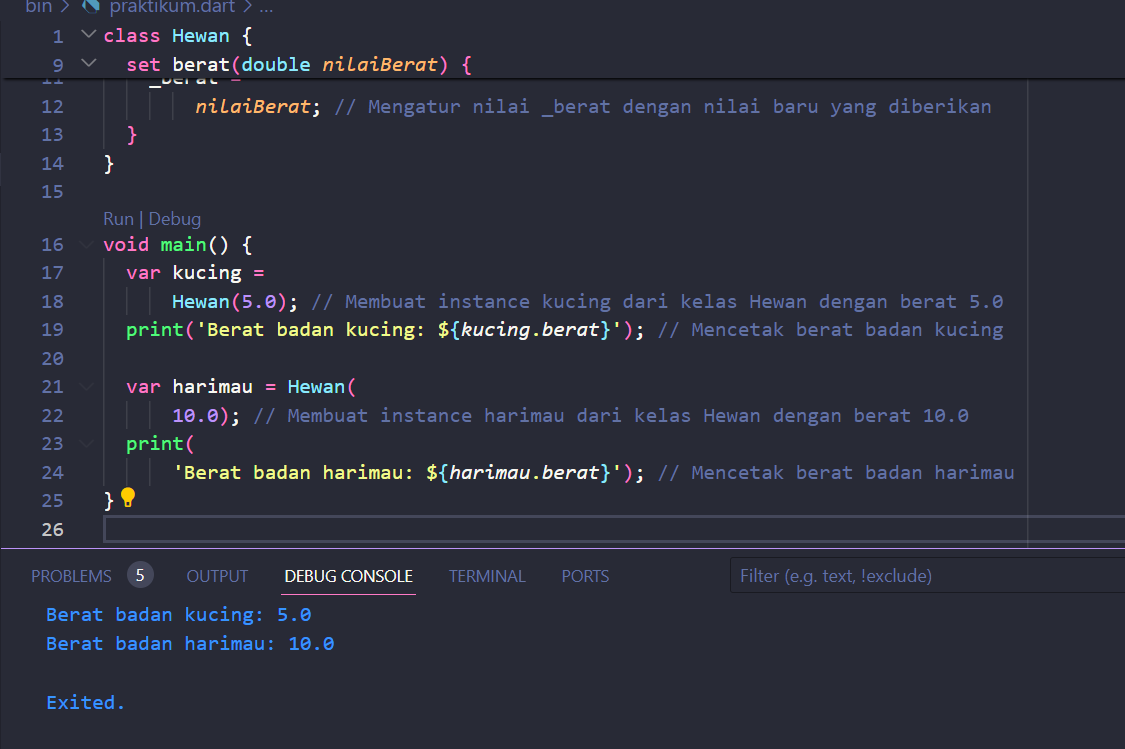 bin > praktikum.dart > ...
1 class Hewan {
9 set berat(double nilaiBerat) {
11 _berat =
12 nilaiBerat; // Mengatur nilai _berat dengan nilai baru yang diberikan
13 }
14 }
15
Run | Debug
16 void main() {
17 var kucing =
18 Hewan(5.0); // Membuat instance kucing dari kelas Hewan dengan berat 5.0
19 print('Berat badan kucing: ${kucing.berat}'); // Mencetak berat badan kucing
20
21 var harimau = Hewan(
22 10.0); // Membuat instance harimau dari kelas Hewan dengan berat 10.0
23 print(
24 'Berat badan harimau: ${harimau.berat}'); // Mencetak berat badan harimau
25 }
26
PROBLEMS 5 OUTPUT DEBUG CONSOLE TERMINAL PORTS Filter (e.g. text, !exclude)
Berat badan kucing: 5.0
Berat badan harimau: 10.0
Exited.